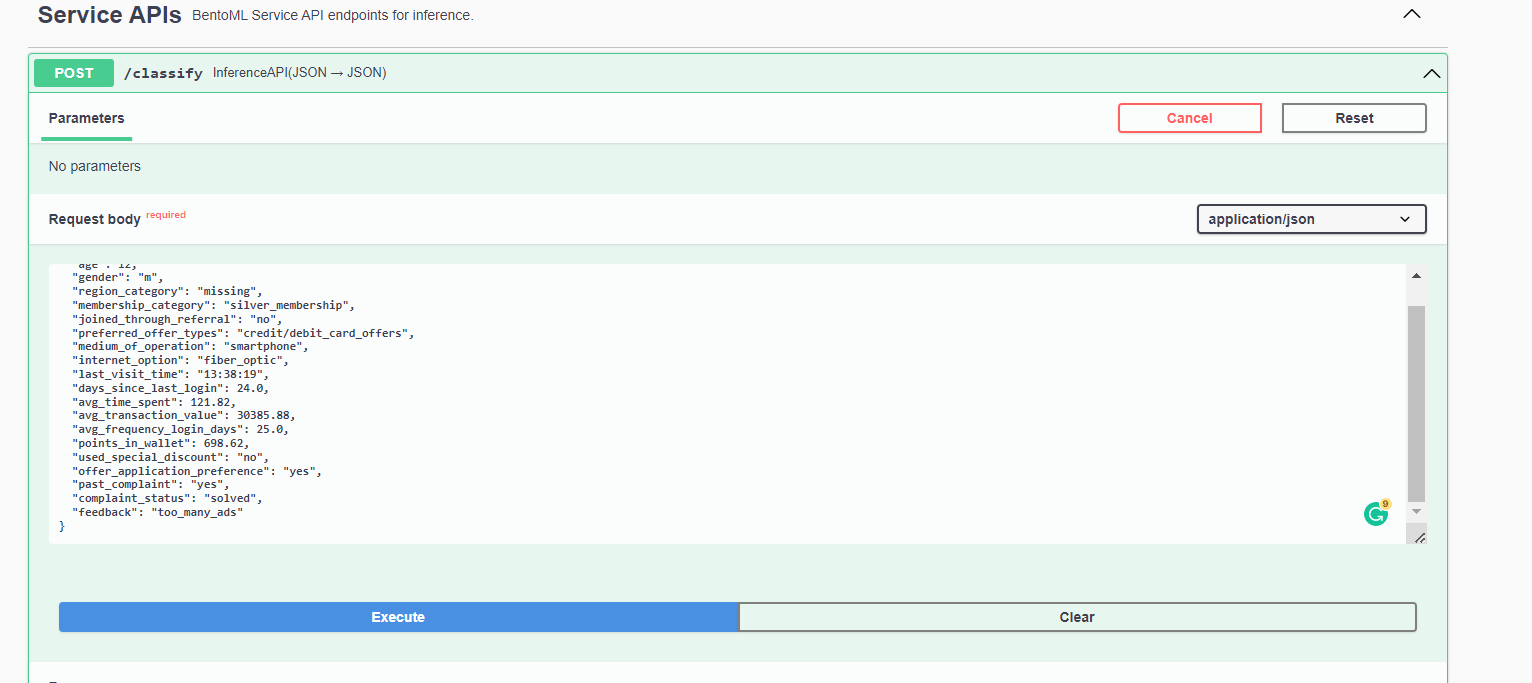 Service APIs BentoML Service API endpoints for inference.
POST /classify InferenceAPI(JSON → JSON)
Parameters
Cancel
Reset
No parameters
Request body required
application/json
"age": 12,
"gender": "m",
"region_category": "missing",
"membership_category": "silver_membership",
"joined_through_referral": "no",
"preferred_offer_types": "credit/debit_card_offers",
"medium_of_operation": "smartphone",
"internet_option": "fiber_optic",
"last_visit_time": "13:38:19",
"days_since_last_login": 24.0,
"avg_time_spent": 121.82,
"avg_transaction_value": 30385.88,
"avg_frequency_login_days": 25.0,
"points_in_wallet": 698.62,
"used_special_discount": "no",
"offer_application_preference": "yes",
"past_complaint": "yes",
"complaint_status": "solved",
"feedback": "too_many_ads"
}
9
Execute
Clear